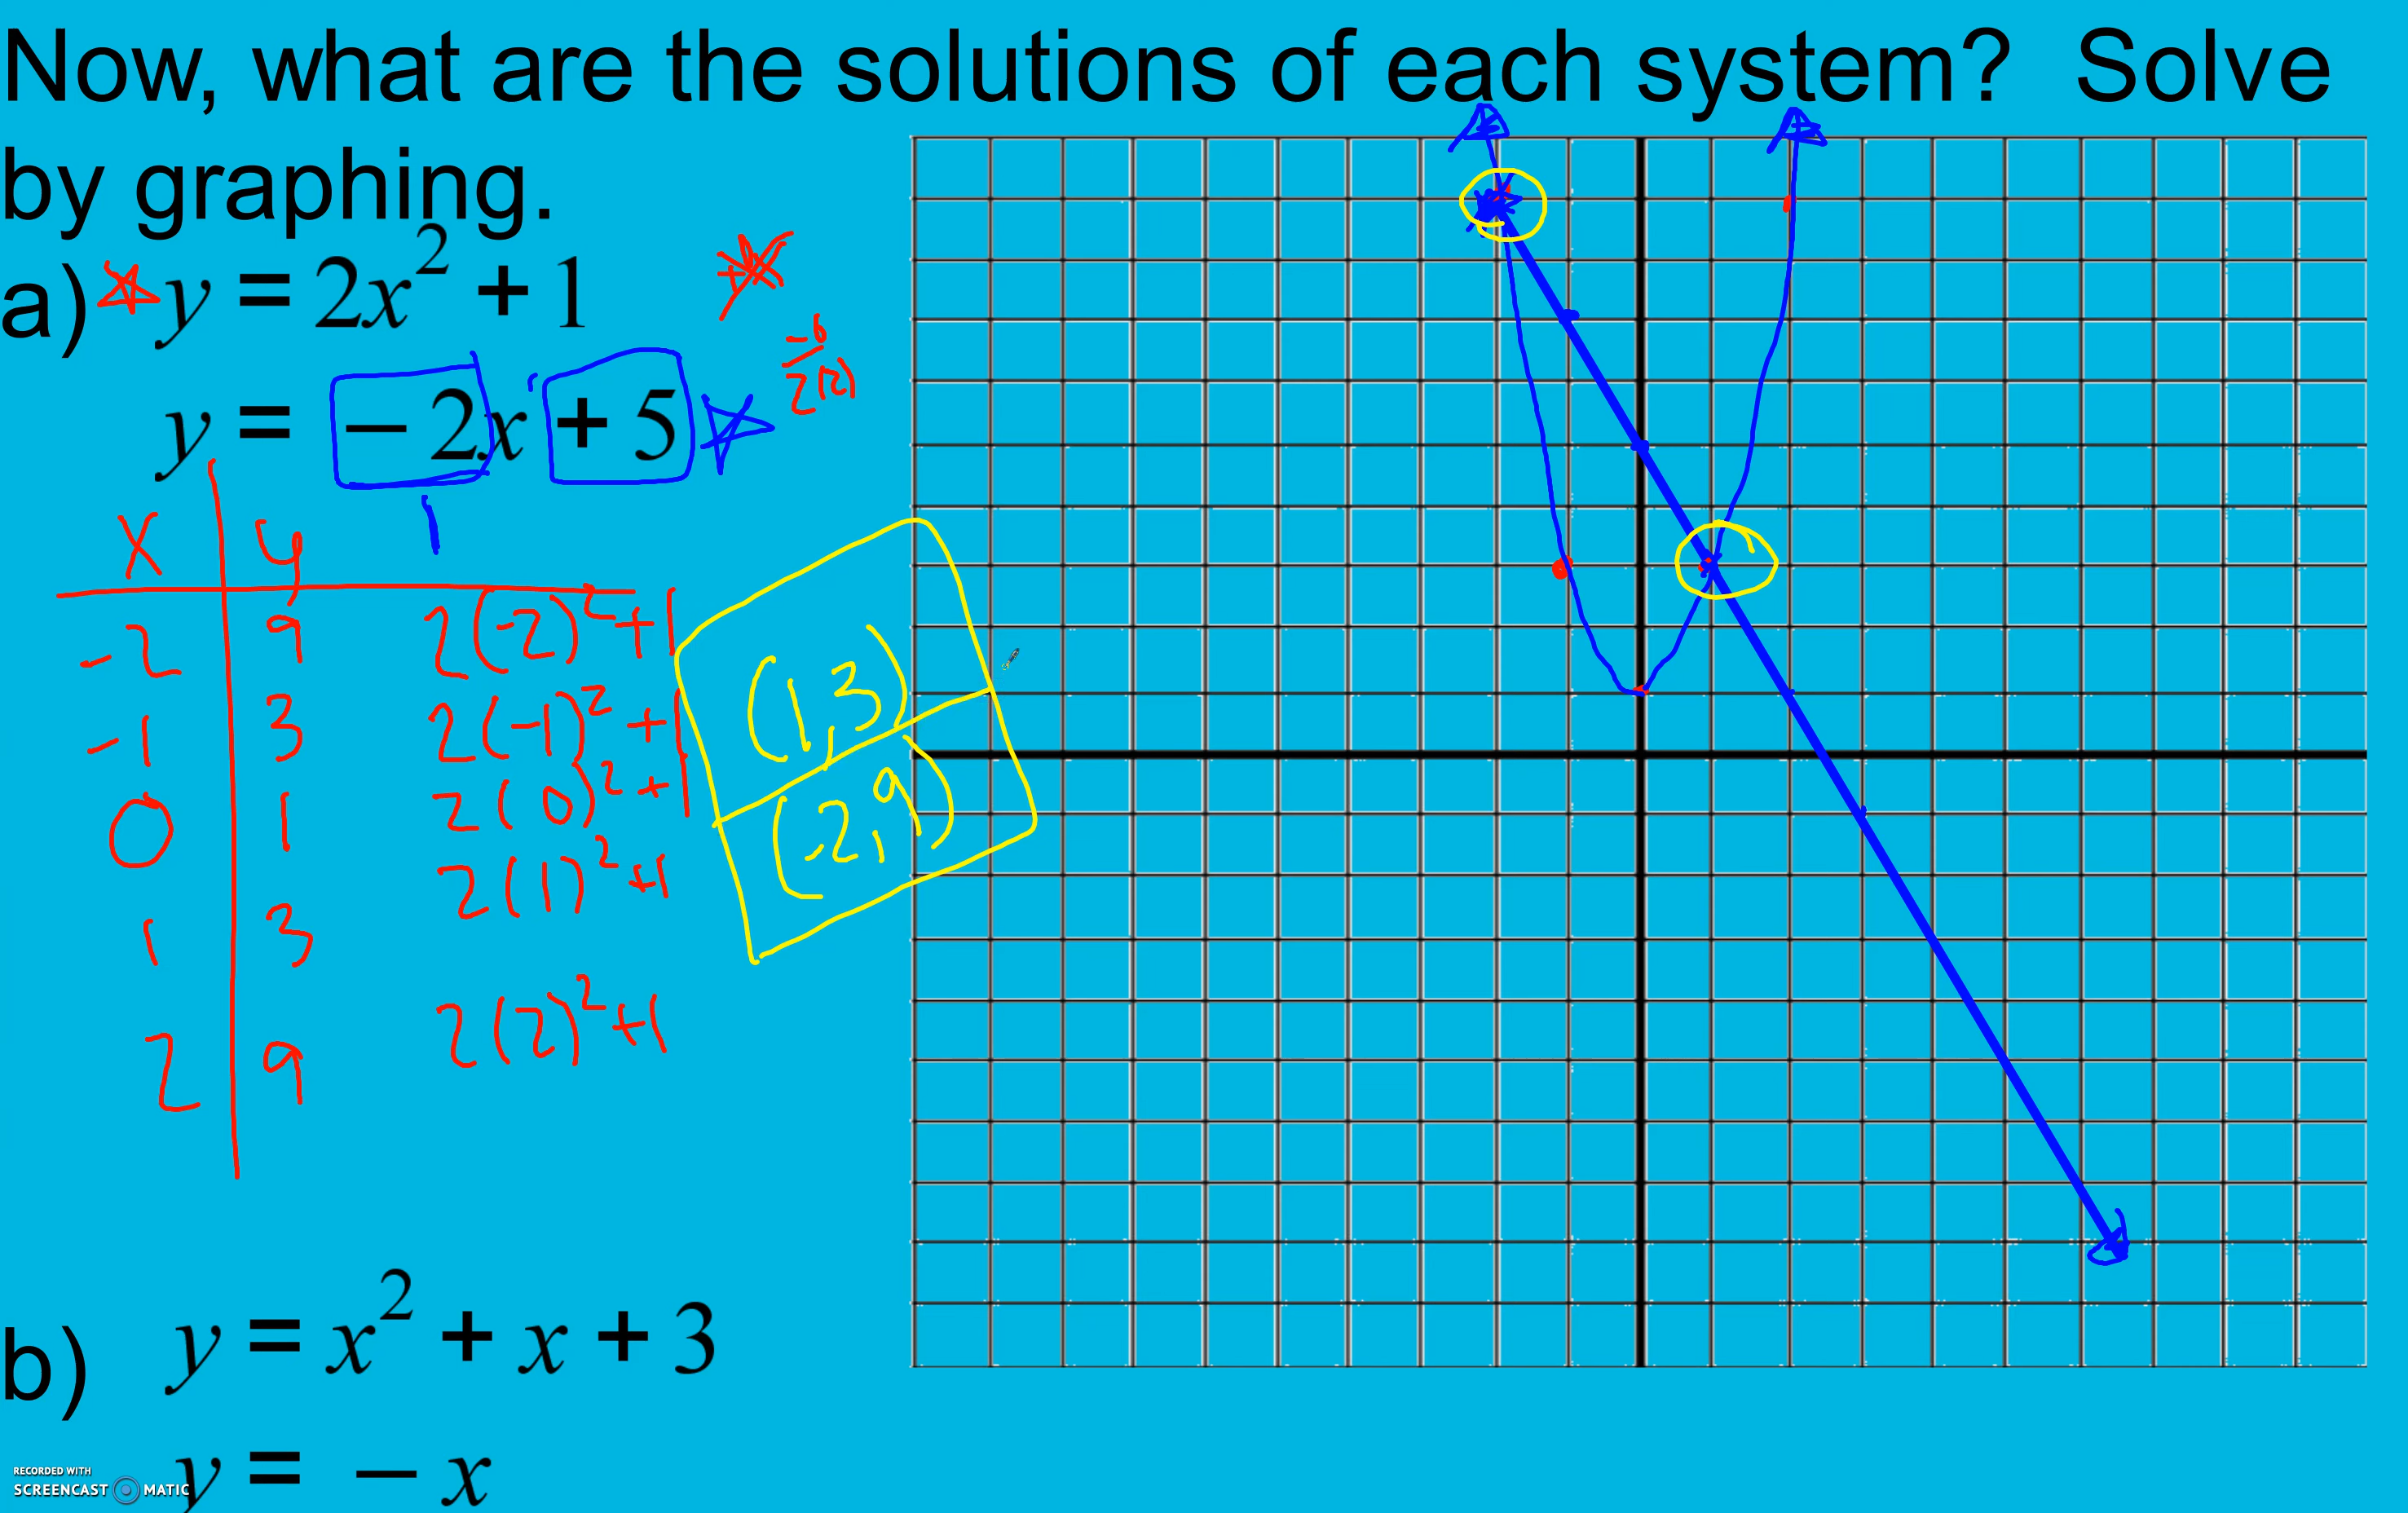 Now, what are the solutions of each system? Solve
by graphing.
a) y = 2x² + 1
-b
2(2)
y = -2x + 5
1
x y
-2 9 2(-2)²+1
-1 3 2(-1)²+1
0 1 2(0)²+1
1 3 2(1)²+1
2 9 2(2)²+1
(1,3)
(-2,9)
b) y = x² + x + 3
y = -x
RECORDED WITH
SCREENCAST MATIC